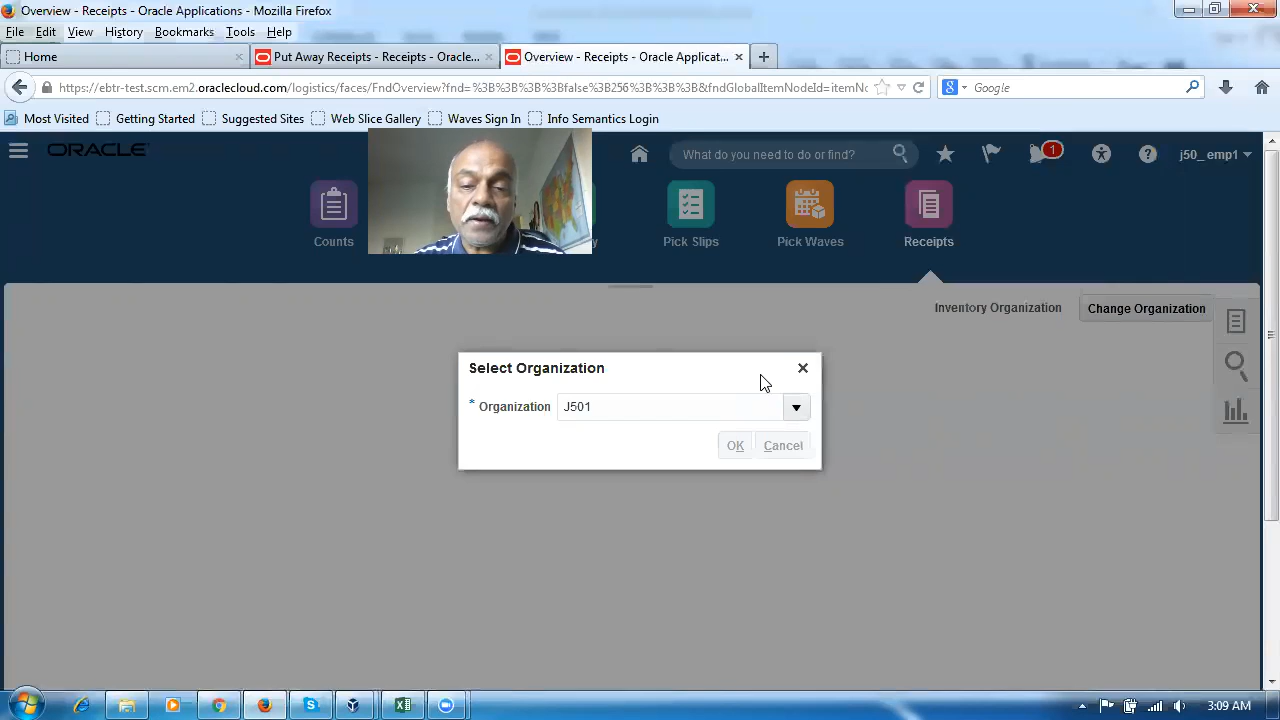 Overview - Receipts - Oracle Applications - Mozilla Firefox
File Edit View History Bookmarks Tools Help
Home
Put Away Receipts - Receipts - Oracle...
Overview - Receipts - Oracle Applicat...
https://ebtr-test.scm.em2.oraclecloud.com/logistics/faces/FndOverview?fnd=%3B%3B%3B%3Bfalse%3B256%3B%3B%3B&fndGlobalItemNodeId=itemNo
Google
Most Visited Getting Started Suggested Sites Web Slice Gallery Waves Sign In Info Semantics Login
ORACLE
What do you need to do or find?
1
j50_emp1
Counts
Pick Slips
Pick Waves
Receipts
Inventory Organization
Change Organization
Select Organization
* Organization J501
OK Cancel
3:09 AM